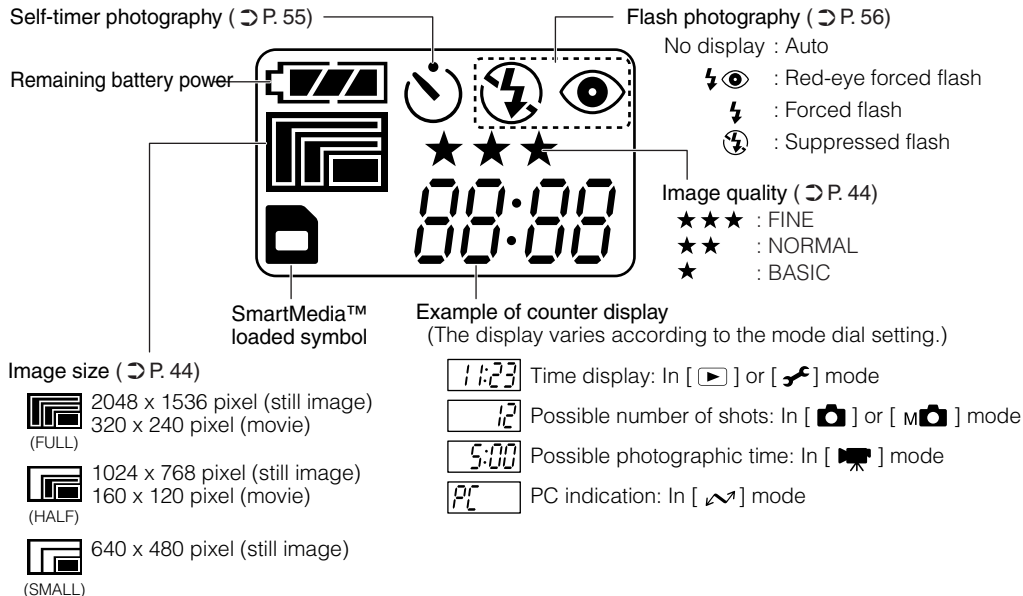 Self-timer photography ( ➲ P. 55)
Flash photography ( ➲ P. 56)
No display : Auto
: Red-eye forced flash
: Forced flash
: Suppressed flash
Remaining battery power
88:88
Image quality ( ➲ P. 44)
★★★ : FINE
★★ : NORMAL
★ : BASIC
SmartMedia™
loaded symbol
Example of counter display
(The display varies according to the mode dial setting.)
11:23 Time display: In [ ▶ ] or [ ] mode
12 Possible number of shots: In [ ] or [ M ] mode
5:00 Possible photographic time: In [ ] mode
PC PC indication: In [ ] mode
Image size ( ➲ P. 44)
2048 x 1536 pixel (still image)
320 x 240 pixel (movie)
(FULL)
1024 x 768 pixel (still image)
160 x 120 pixel (movie)
(HALF)
640 x 480 pixel (still image)
(SMALL)